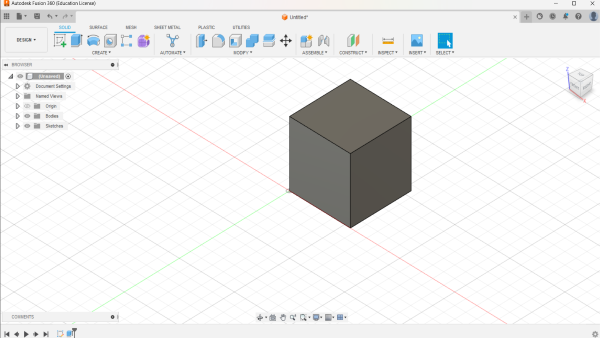 Autodesk Fusion 360 (Education License)
Untitled*
SOLID SURFACE MESH SHEET METAL PLASTIC UTILITIES
DESIGN
CREATE AUTOMATE MODIFY ASSEMBLE CONSTRUCT INSPECT INSERT SELECT
BROWSER
(Unsaved)
Document Settings
Named Views
Origin
Bodies
Sketches
Z
X
COMMENTS